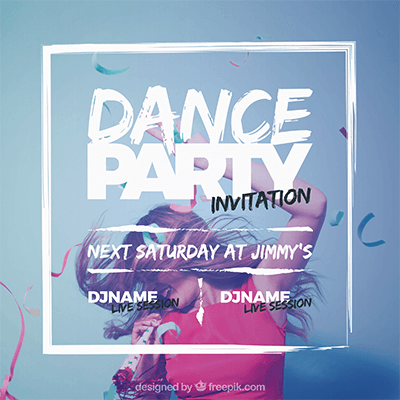 DANCE
PARTY
INVITATION
NEXT SATURDAY AT JIMMY'S
DJNAME DJNAME
LIVE SESSION LIVE SESSION
designed by freepik.com